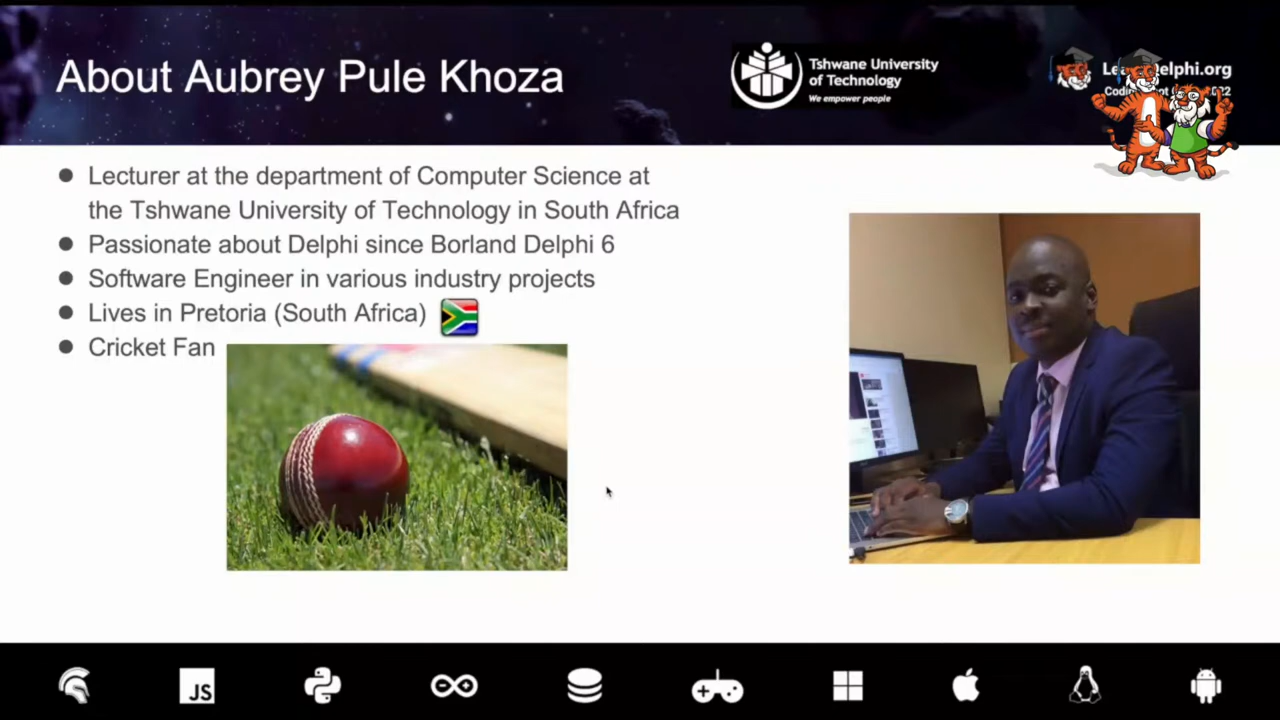 About Aubrey Pule Khoza
Tshwane University
of Technology
We empower people
Lecturer at the department of Computer Science at
the Tshwane University of Technology in South Africa
Passionate about Delphi since Borland Delphi 6
Software Engineer in various industry projects
Lives in Pretoria (South Africa)
Cricket Fan
JS